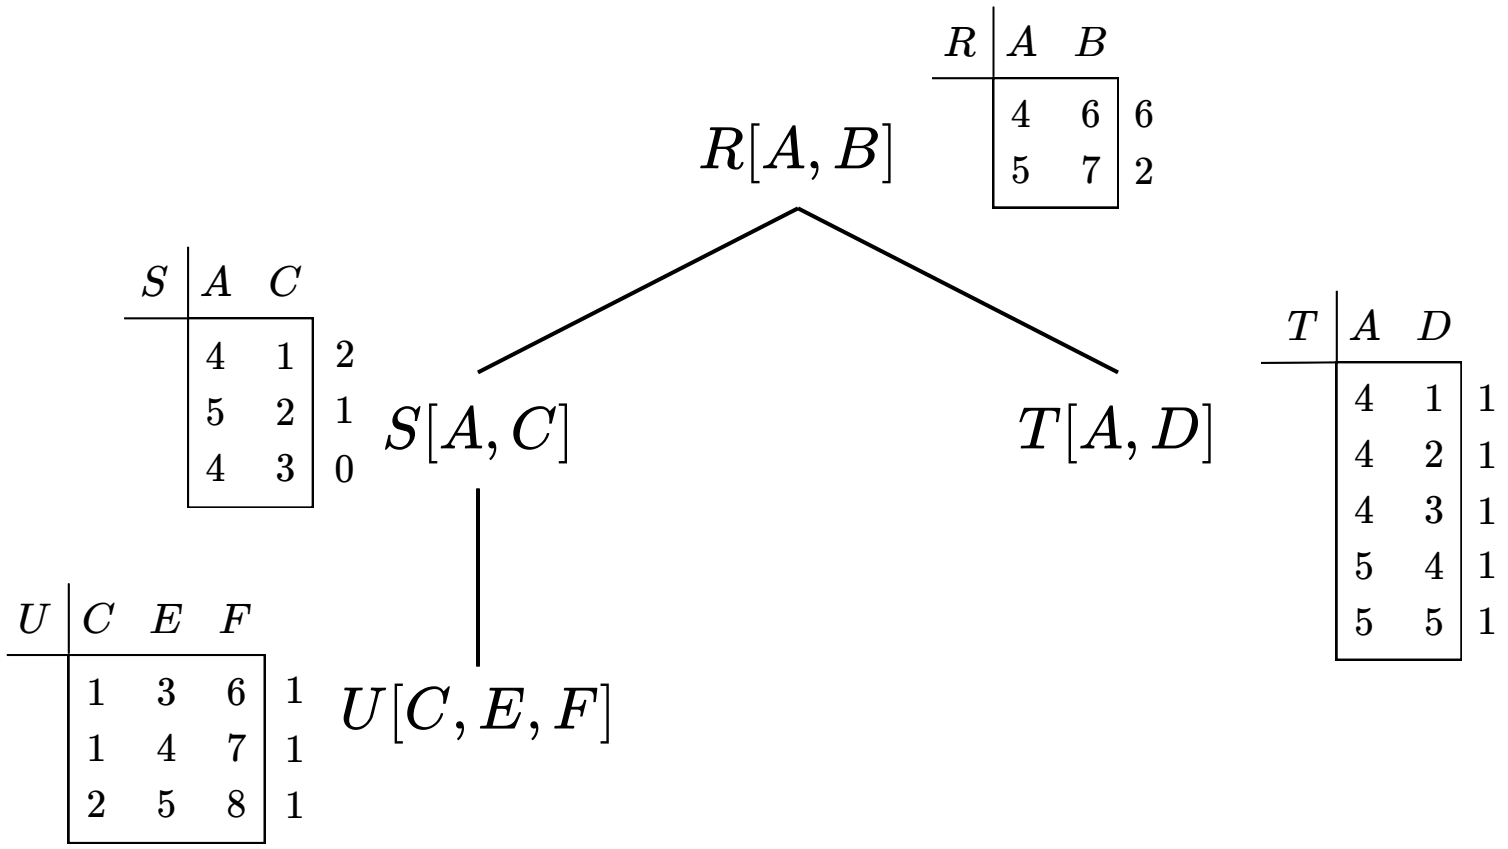 R A B
4 6 6
5 7 2
R[A, B]
S A C
4 1 2
5 2 1
4 3 0
S[A, C]
T[A, D]
T A D
4 1 1
4 2 1
4 3 1
5 4 1
5 5 1
U C E F
1 3 6 1
1 4 7 1
2 5 8 1
U[C, E, F]